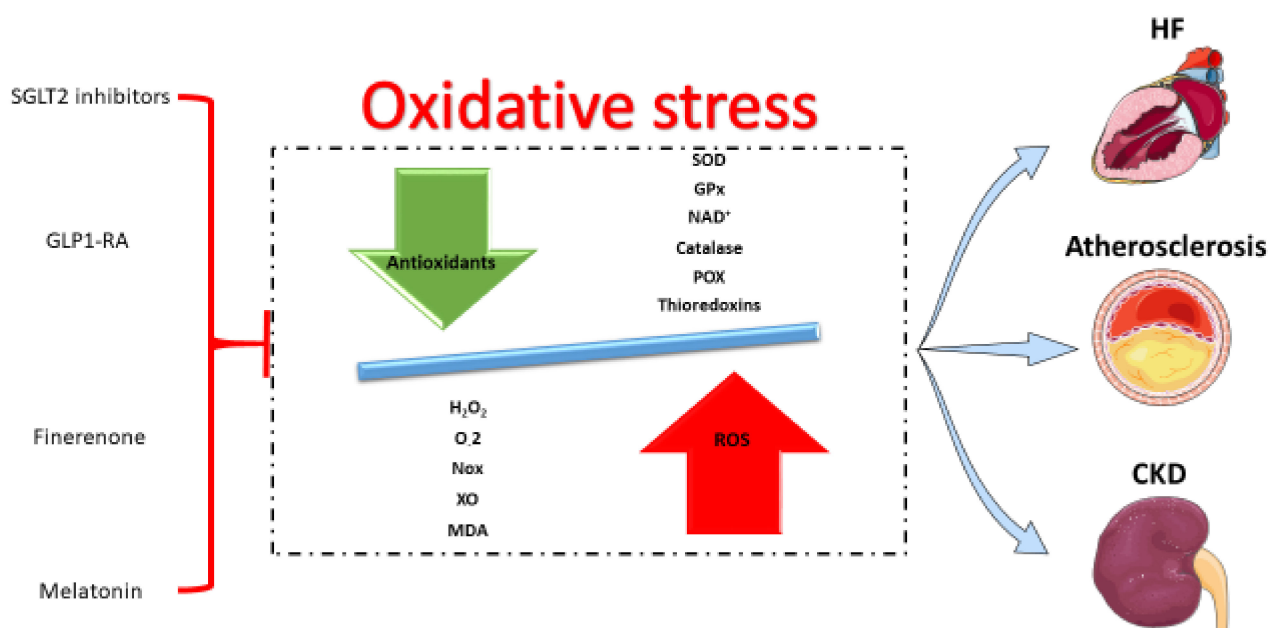 SGLT2 inhibitors
GLP1-RA
Finerenone
Melatonin
Oxidative stress
Antioxidants
SOD
GPx
NAD⁺
Catalase
POX
Thioredoxins
H₂O₂
O 2
Nox
XO
MDA
ROS
HF
Atherosclerosis
CKD